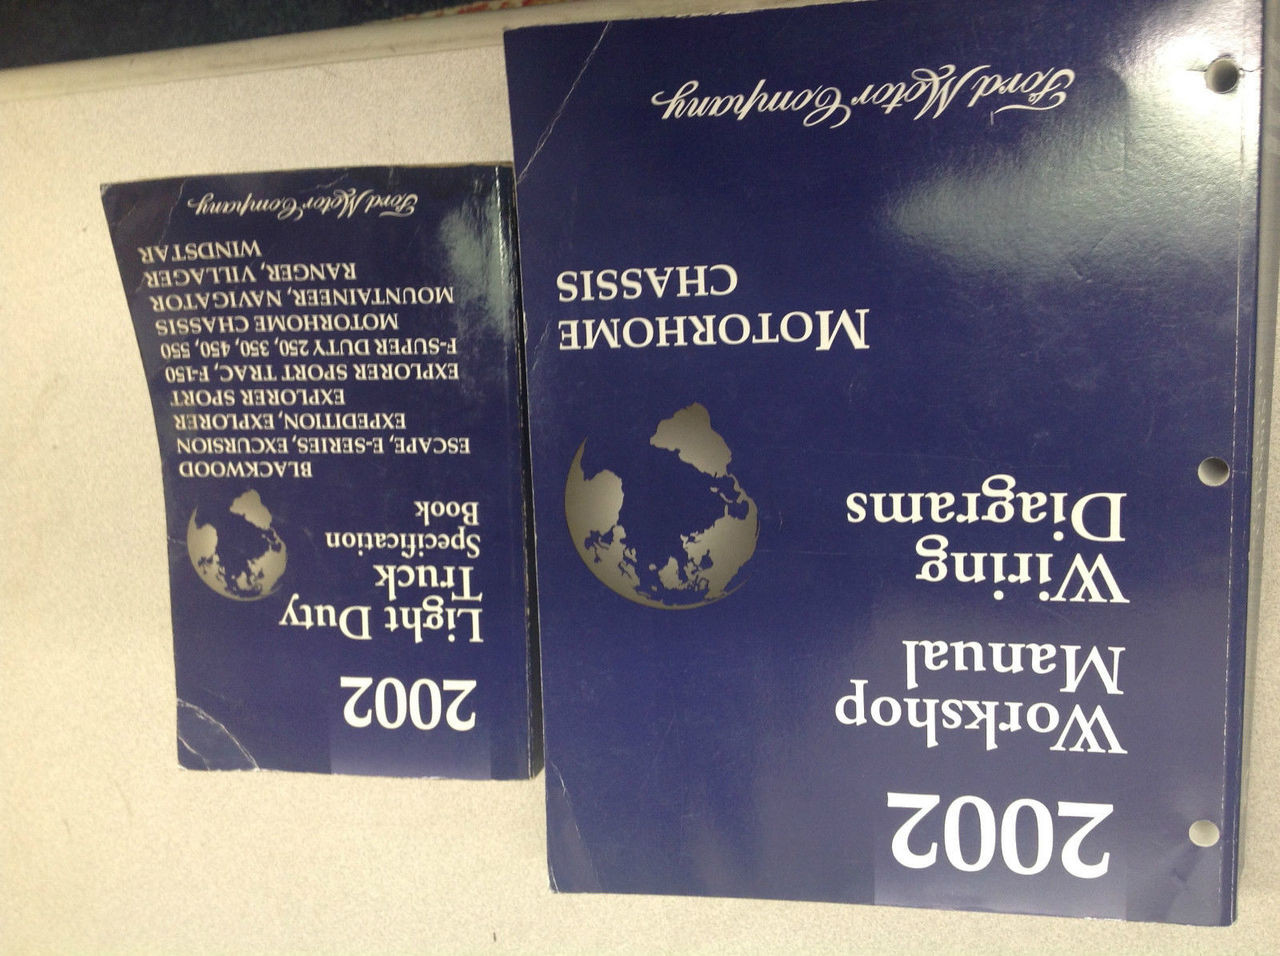 2002
Workshop
Manual
Wiring
Diagrams
MOTORHOME
CHASSIS
Ford Motor Company
2002
Light Duty
Truck
Specification
Book
BLACKWOOD
ESCAPE, E-SERIES, EXCURSION
EXPEDITION, EXPLORER
EXPLORER SPORT
EXPLORER SPORT TRAC, F-150
F-SUPER DUTY 250, 350, 450, 550
MOTORHOME CHASSIS
MOUNTAINEER, NAVIGATOR
RANGER, VILLAGER
WINDSTAR
Ford Motor Company